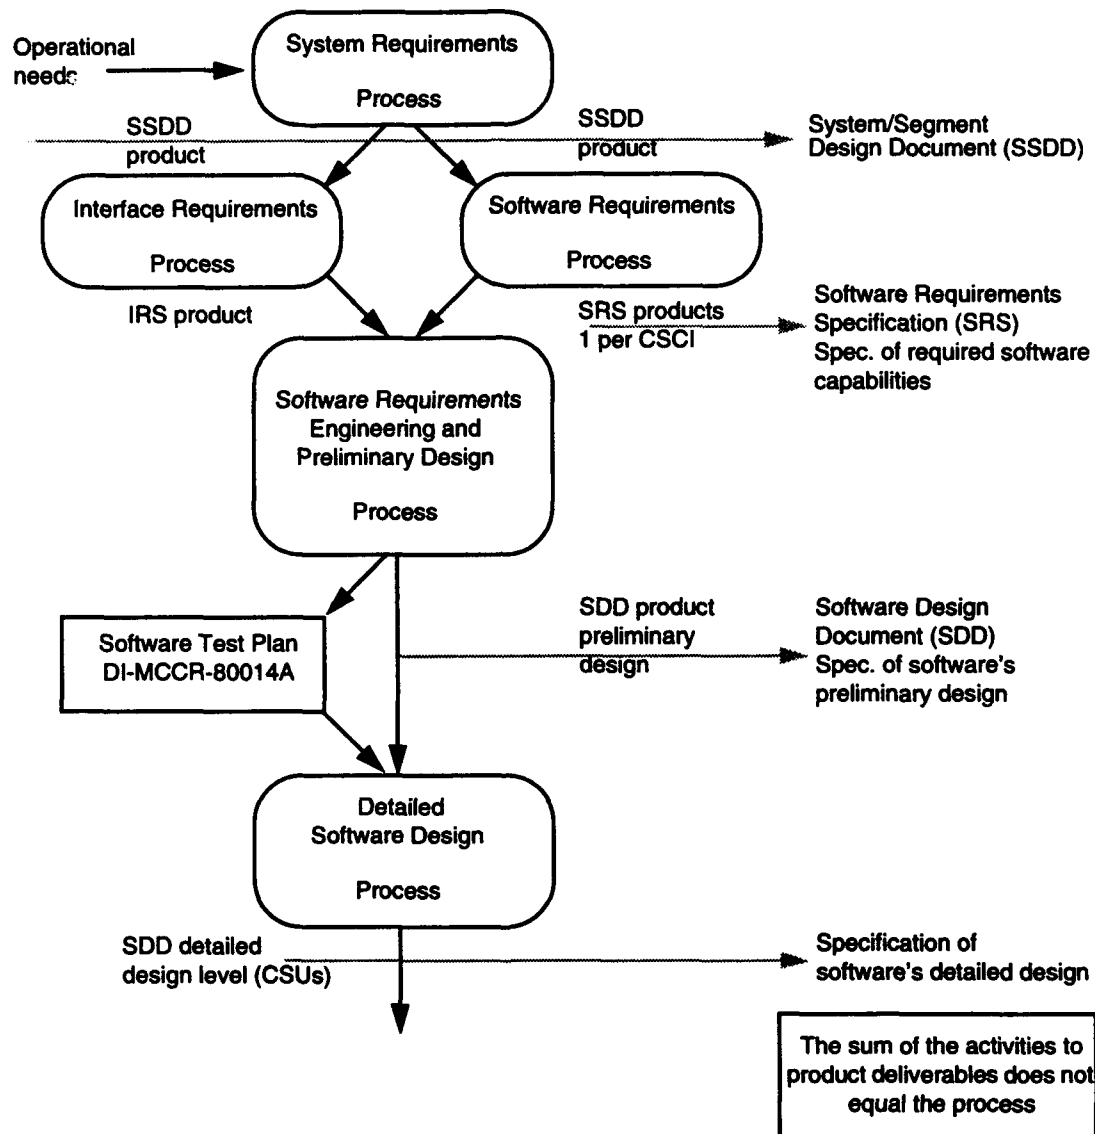 Operational
needs
System Requirements
Process
SSDD
product
SSDD
product
System/Segment
Design Document (SSDD)
Interface Requirements
Process
Software Requirements
Process
IRS product
SRS products
1 per CSCI
Software Requirements
Specification (SRS)
Spec. of required software
capabilities
Software Requirements
Engineering and
Preliminary Design
Process
Software Test Plan
DI-MCCR-80014A
SDD product
preliminary
design
Software Design
Document (SDD)
Spec. of software's
preliminary design
Detailed
Software Design
Process
SDD detailed
design level (CSUs)
Specification of
software's detailed design
The sum of the activities to
product deliverables does not
equal the process